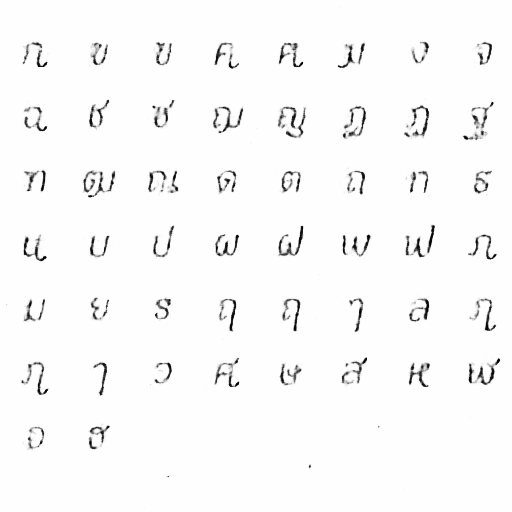 ก ข ฃ ค ฅ ฆ ง จ
ฉ ช ซ ฌ ญ ฎ ฏ ฐ
ฑ ฒ ณ ด ต ถ ท ธ
น บ ป ผ ฝ พ ฟ ภ
ม ย ร ฤ ฤ ๅ ล ฦ
ฦ ๅ ว ศ ษ ส ห ฬ
อ ฮ